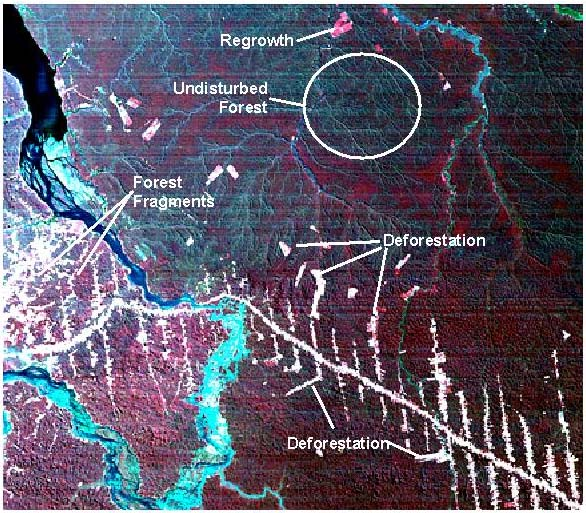 Regrowth
Undisturbed
Forest
Forest
Fragments
Deforestation
Deforestation